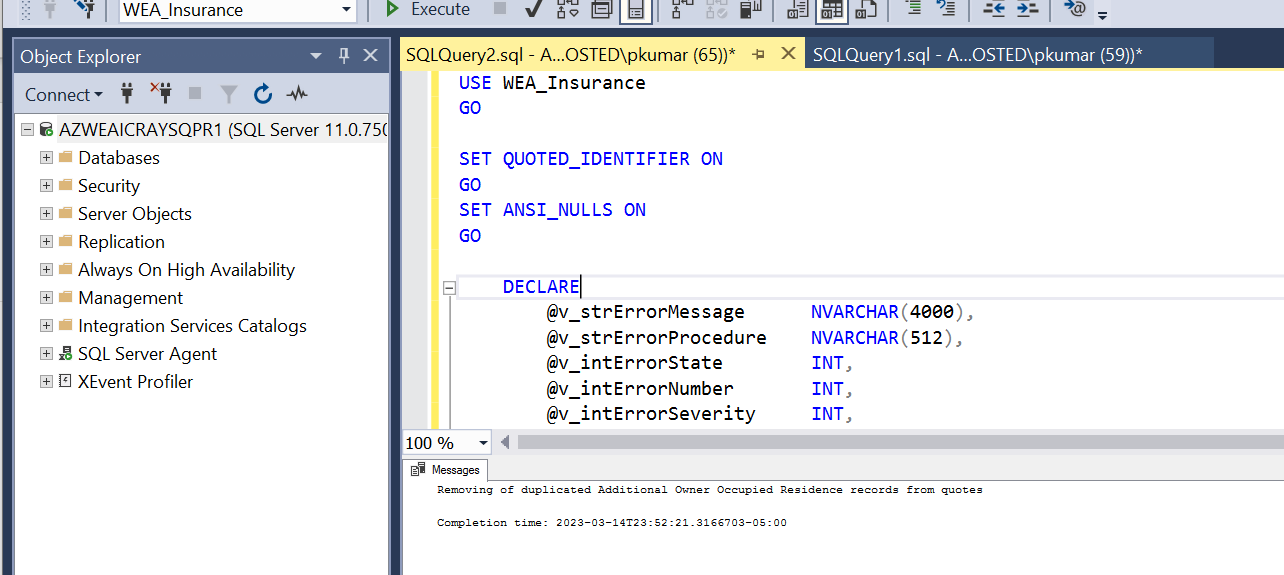 WEA_Insurance
Execute
Object Explorer
Connect
AZWEAICRAYSQPR1 (SQL Server 11.0.750
Databases
Security
Server Objects
Replication
Always On High Availability
Management
Integration Services Catalogs
SQL Server Agent
XEvent Profiler
SQLQuery2.sql - A...OSTED\pkumar (65))*
SQLQuery1.sql - A...OSTED\pkumar (59))*
USE WEA_Insurance
GO
SET QUOTED_IDENTIFIER ON
GO
SET ANSI_NULLS ON
GO
DECLARE
@v_strErrorMessage NVARCHAR(4000),
@v_strErrorProcedure NVARCHAR(512),
@v_intErrorState INT,
@v_intErrorNumber INT,
@v_intErrorSeverity INT,
100 %
Messages
Removing of duplicated Additional Owner Occupied Residence records from quotes
Completion time: 2023-03-14T23:52:21.3166703-05:00